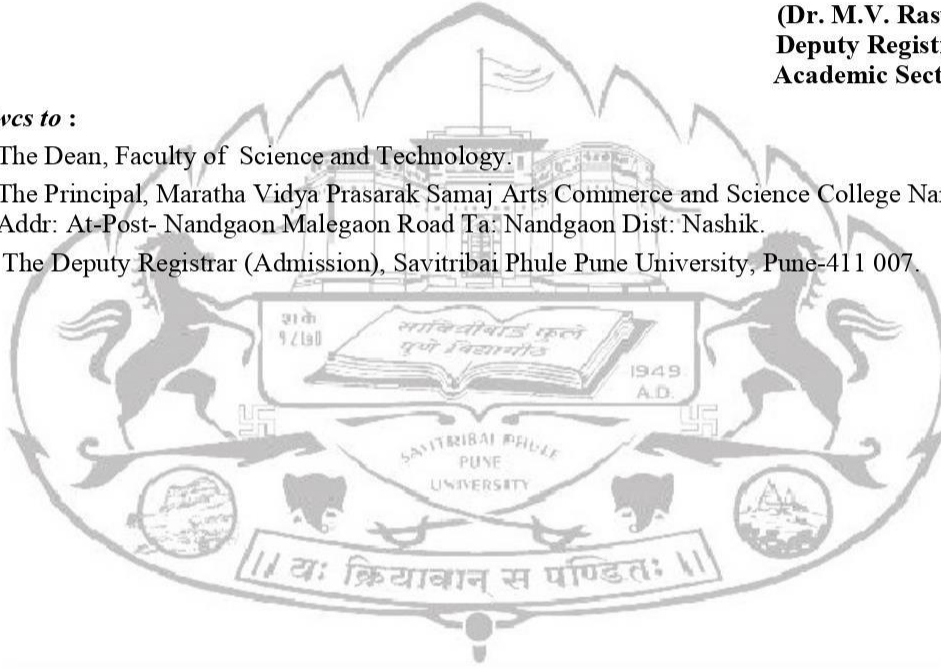 (Dr. M.V. Ras
Deputy Regist
Academic Sect
wcs to :
The Dean, Faculty of Science and Technology.
The Principal, Maratha Vidya Prasarak Samaj Arts Commerce and Science College Na
Addr: At-Post- Nandgaon Malegaon Road Ta: Nandgaon Dist: Nashik.
The Deputy Registrar (Admission), Savitribai Phule Pune University, Pune-411 007.
शके
१८७०
सावित्रीबाई फुले
पुणे विद्यापीठ
1949
A.D.
SAVITRIBAI PHULE
PUNE
UNIVERSITY
।। यः क्रियावान् स पण्डितः ।।